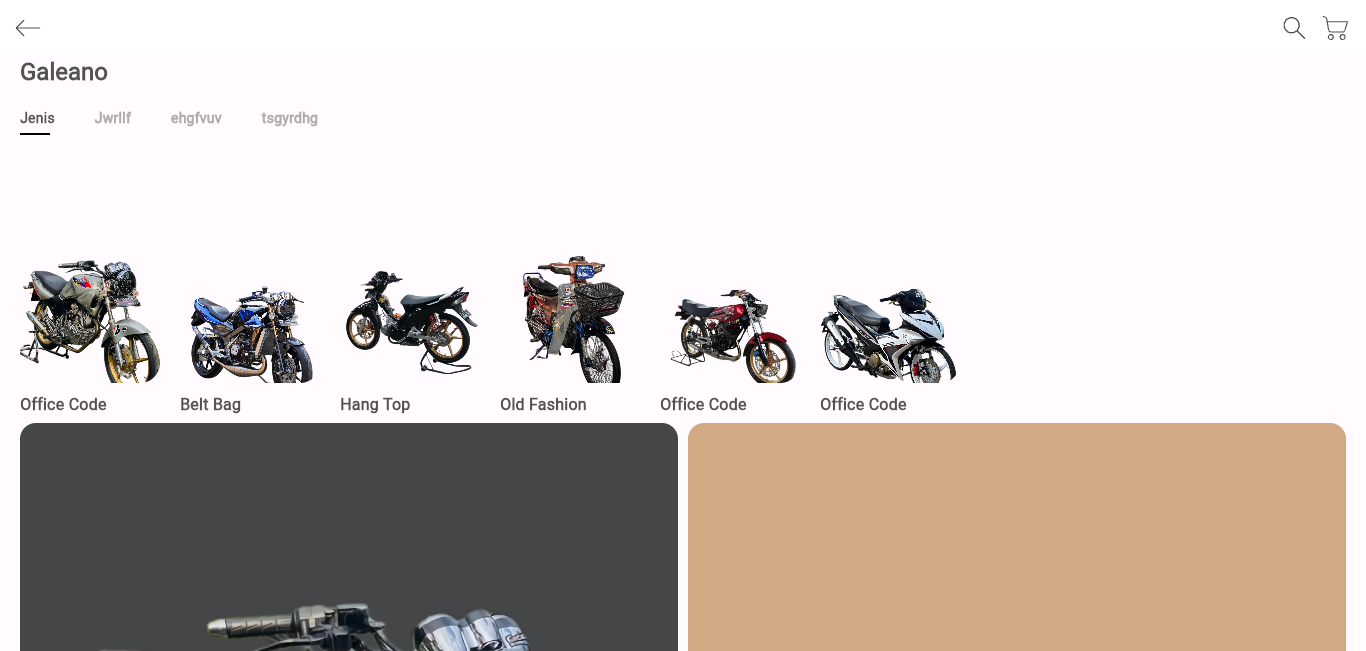 Galeano
Jenis Jwrllf ehgfvuv tsgyrdhg
Office Code Belt Bag Hang Top Old Fashion Office Code Office Code